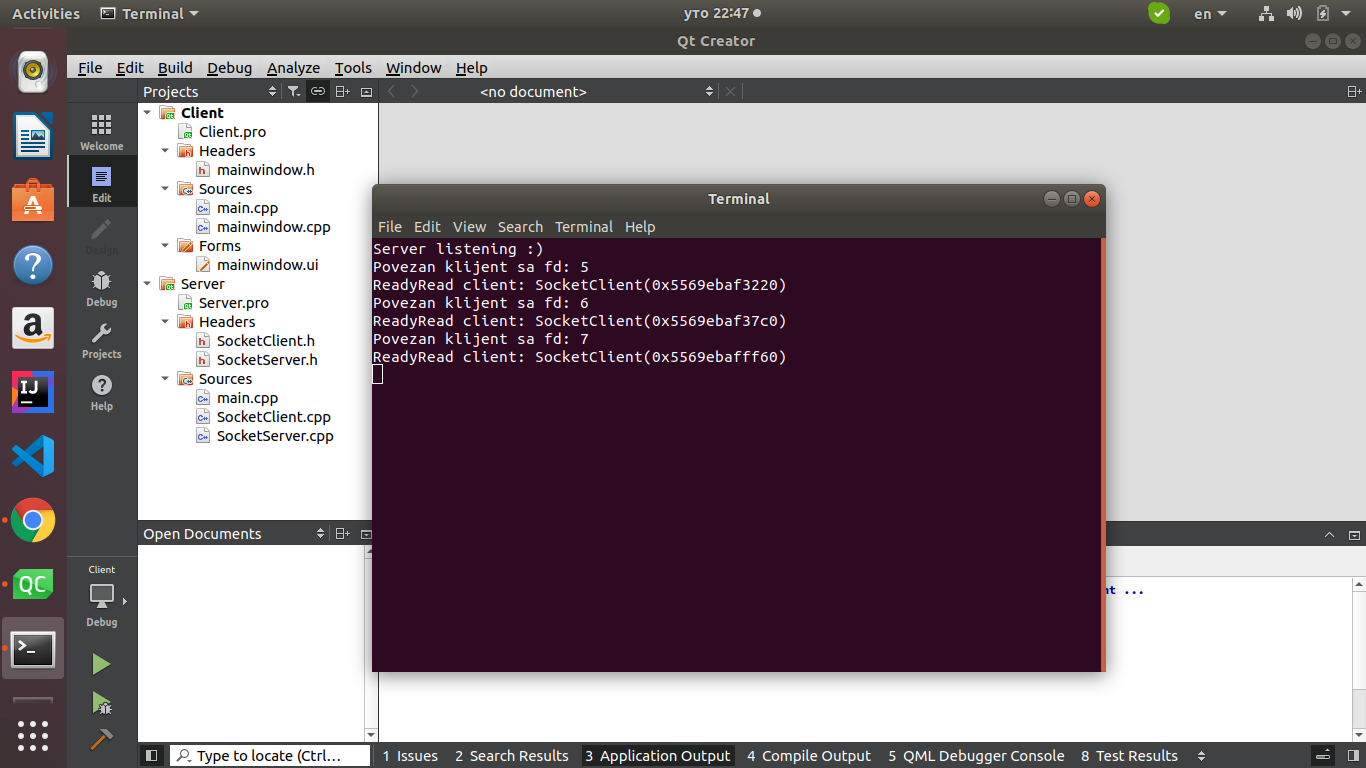 Activities
Terminal
уто 22:47
en
Qt Creator
File Edit Build Debug Analyze Tools Window Help
Projects
<no document>
Welcome
Edit
Design
Debug
Projects
Help
Client
Client.pro
Headers
mainwindow.h
Sources
main.cpp
mainwindow.cpp
Forms
mainwindow.ui
Server
Server.pro
Headers
SocketClient.h
SocketServer.h
Sources
main.cpp
SocketClient.cpp
SocketServer.cpp
Terminal
File Edit View Search Terminal Help
Server listening :)
Povezan klijent sa fd: 5
ReadyRead client: SocketClient(0x5569ebaf3220)
Povezan klijent sa fd: 6
ReadyRead client: SocketClient(0x5569ebaf37c0)
Povezan klijent sa fd: 7
ReadyRead client: SocketClient(0x5569ebafff60)
Open Documents
Client
Debug
...
Type to locate (Ctrl...
1 Issues 2 Search Results 3 Application Output 4 Compile Output 5 QML Debugger Console 8 Test Results
QC
IJ
a
A
?